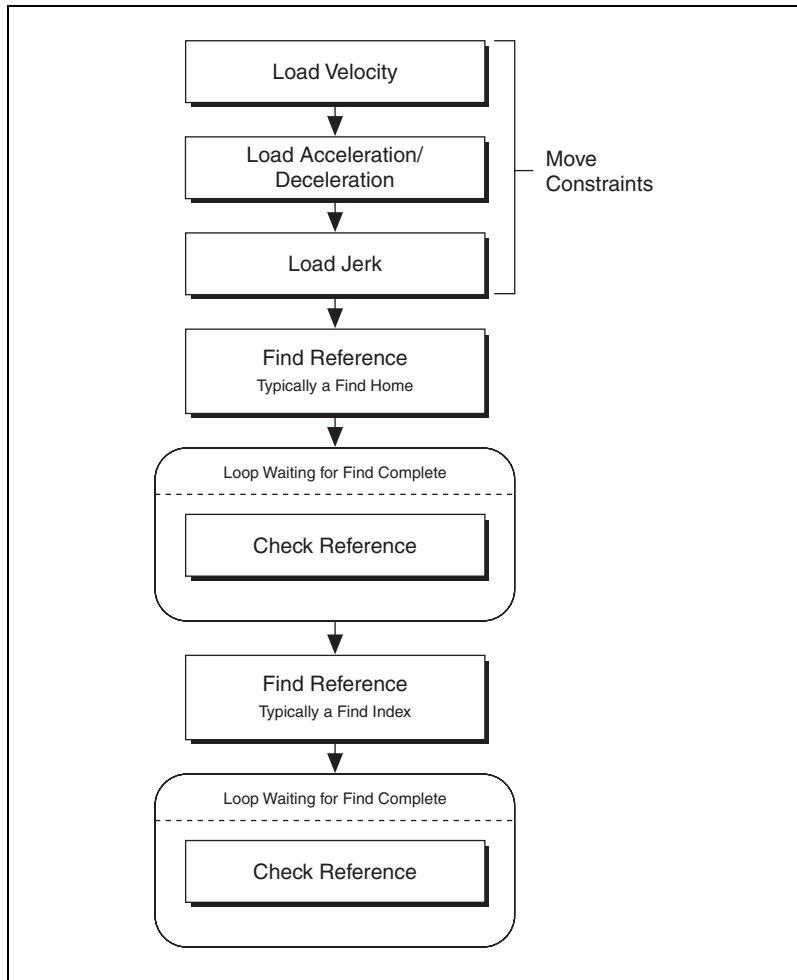 Load Velocity
Load Acceleration/
Deceleration
Move
Constraints
Load Jerk
Find Reference
Typically a Find Home
Loop Waiting for Find Complete
Check Reference
Find Reference
Typically a Find Index
Loop Waiting for Find Complete
Check Reference